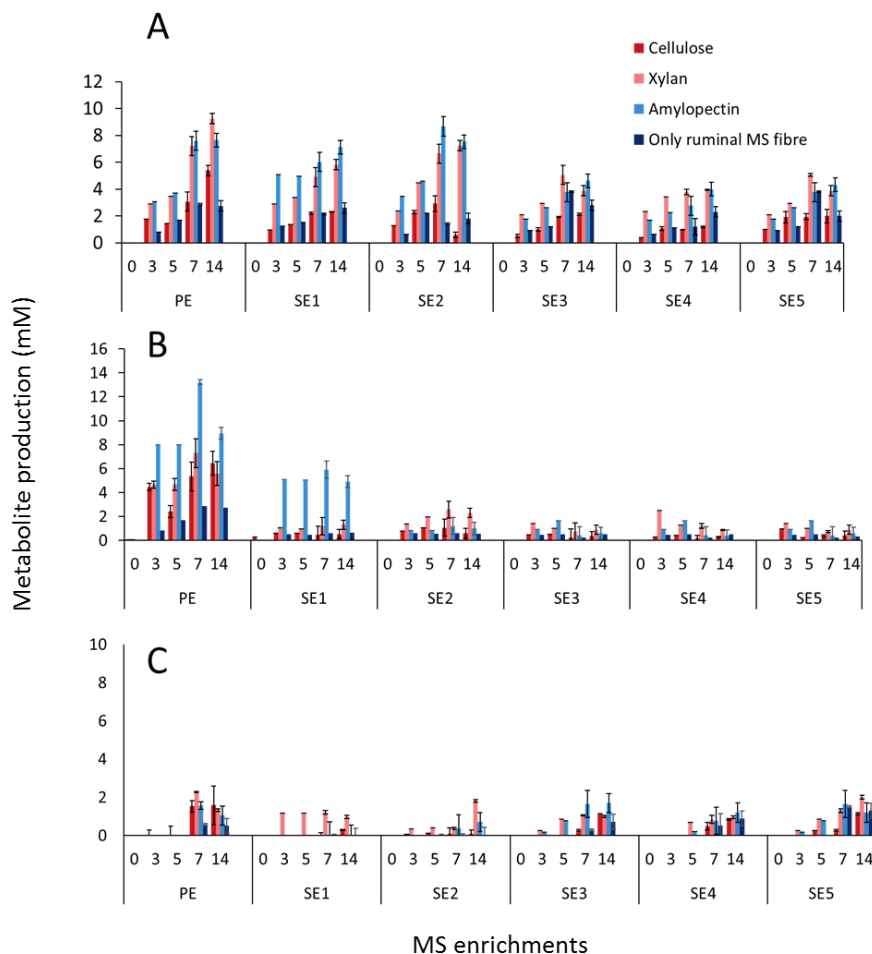 A
Cellulose
Xylan
Amylopectin
Only ruminal MS fibre
12
10
8
6
4
2
0
0 3 5 7 14 0 3 5 7 14 0 3 5 7 14 0 3 5 7 14 0 3 5 7 14 0 3 5 7 14
PE SE1 SE2 SE3 SE4 SE5
Metabolite production (mM)
B
16
14
12
10
8
6
4
2
0
0 3 5 7 14 0 3 5 7 14 0 3 5 7 14 0 3 5 7 14 0 3 5 7 14 0 3 5 7 14
PE SE1 SE2 SE3 SE4 SE5
C
10
8
6
4
2
0
0 3 5 7 14 0 3 5 7 14 0 3 5 7 14 0 3 5 7 14 0 3 5 7 14 0 3 5 7 14
PE SE1 SE2 SE3 SE4 SE5
MS enrichments